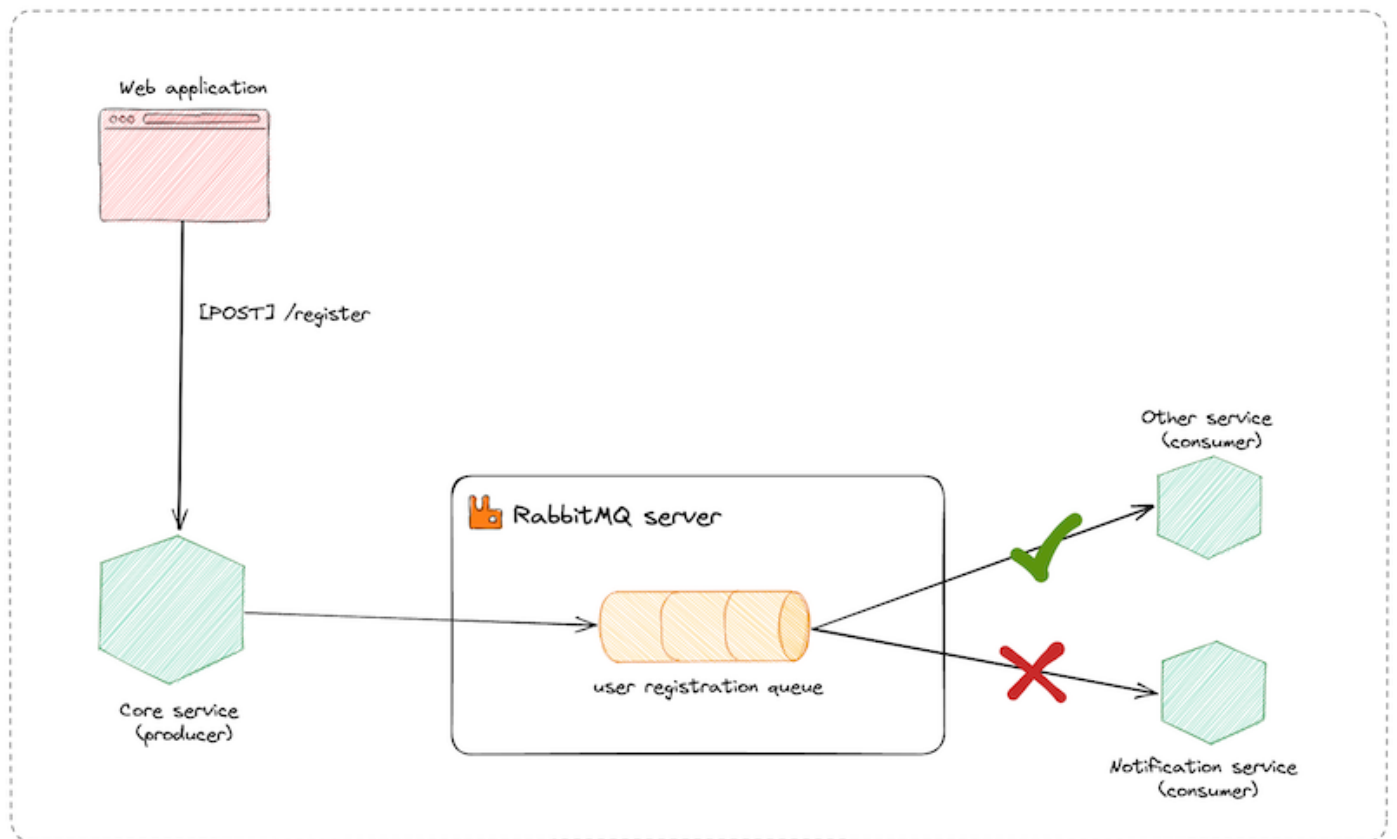 Web application
[POST] /register
Other service
(consumer)
RabbitMQ server
user registration queue
Core service
(producer)
Notification service
(consumer)